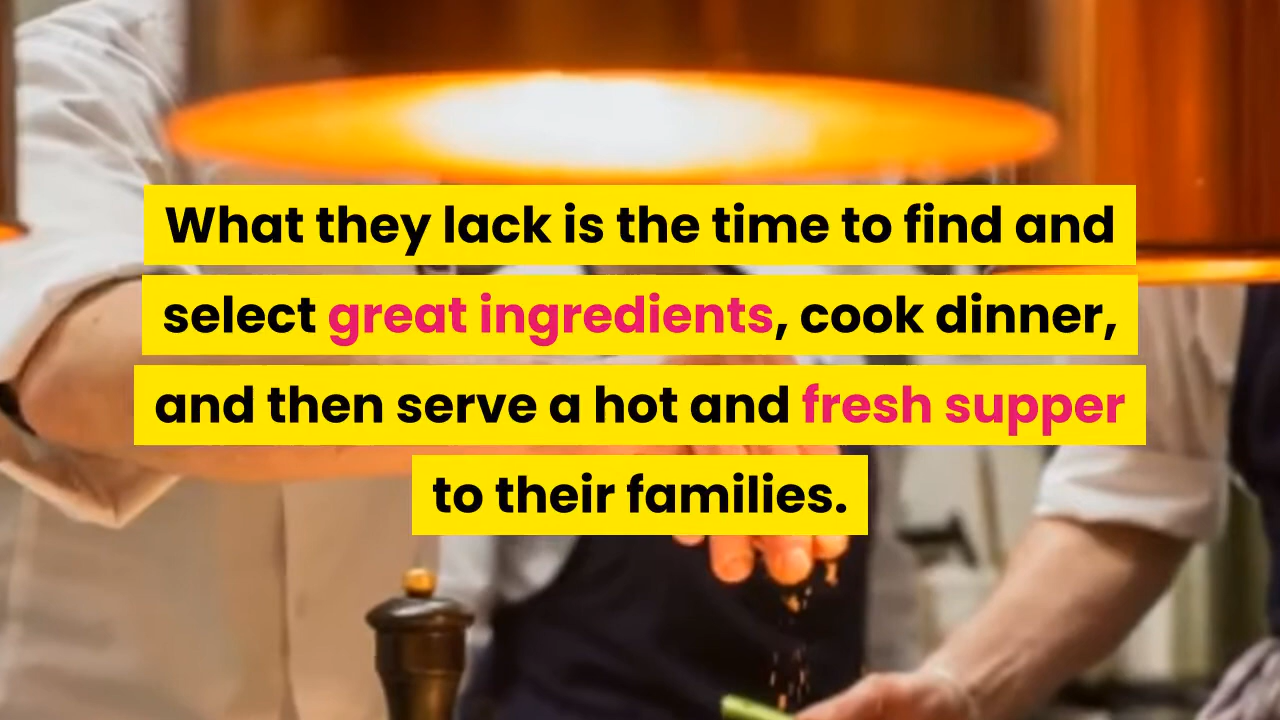 What they lack is the time to find and
select great ingredients, cook dinner,
and then serve a hot and fresh supper
to their families.